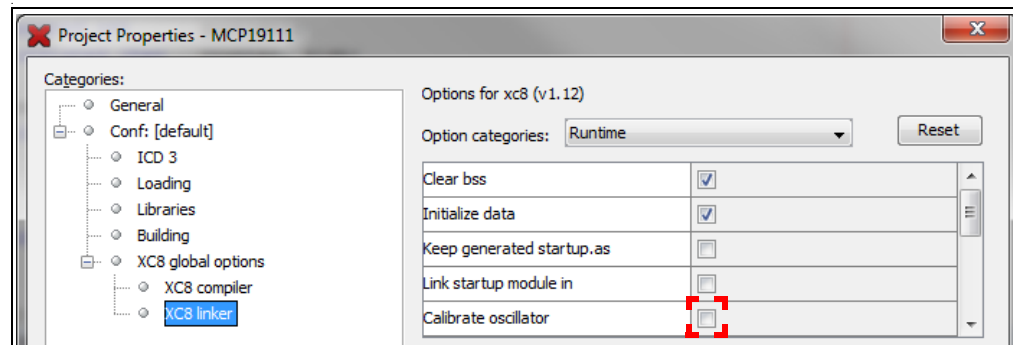 Project Properties - MCP19111
x
Categories:
General
Conf: [default]
ICD 3
Loading
Libraries
Building
XC8 global options
XC8 compiler
XC8 linker
Options for xc8 (v1.12)
Option categories: Runtime Reset
Clear bss
Initialize data
Keep generated startup.as
Link startup module in
Calibrate oscillator